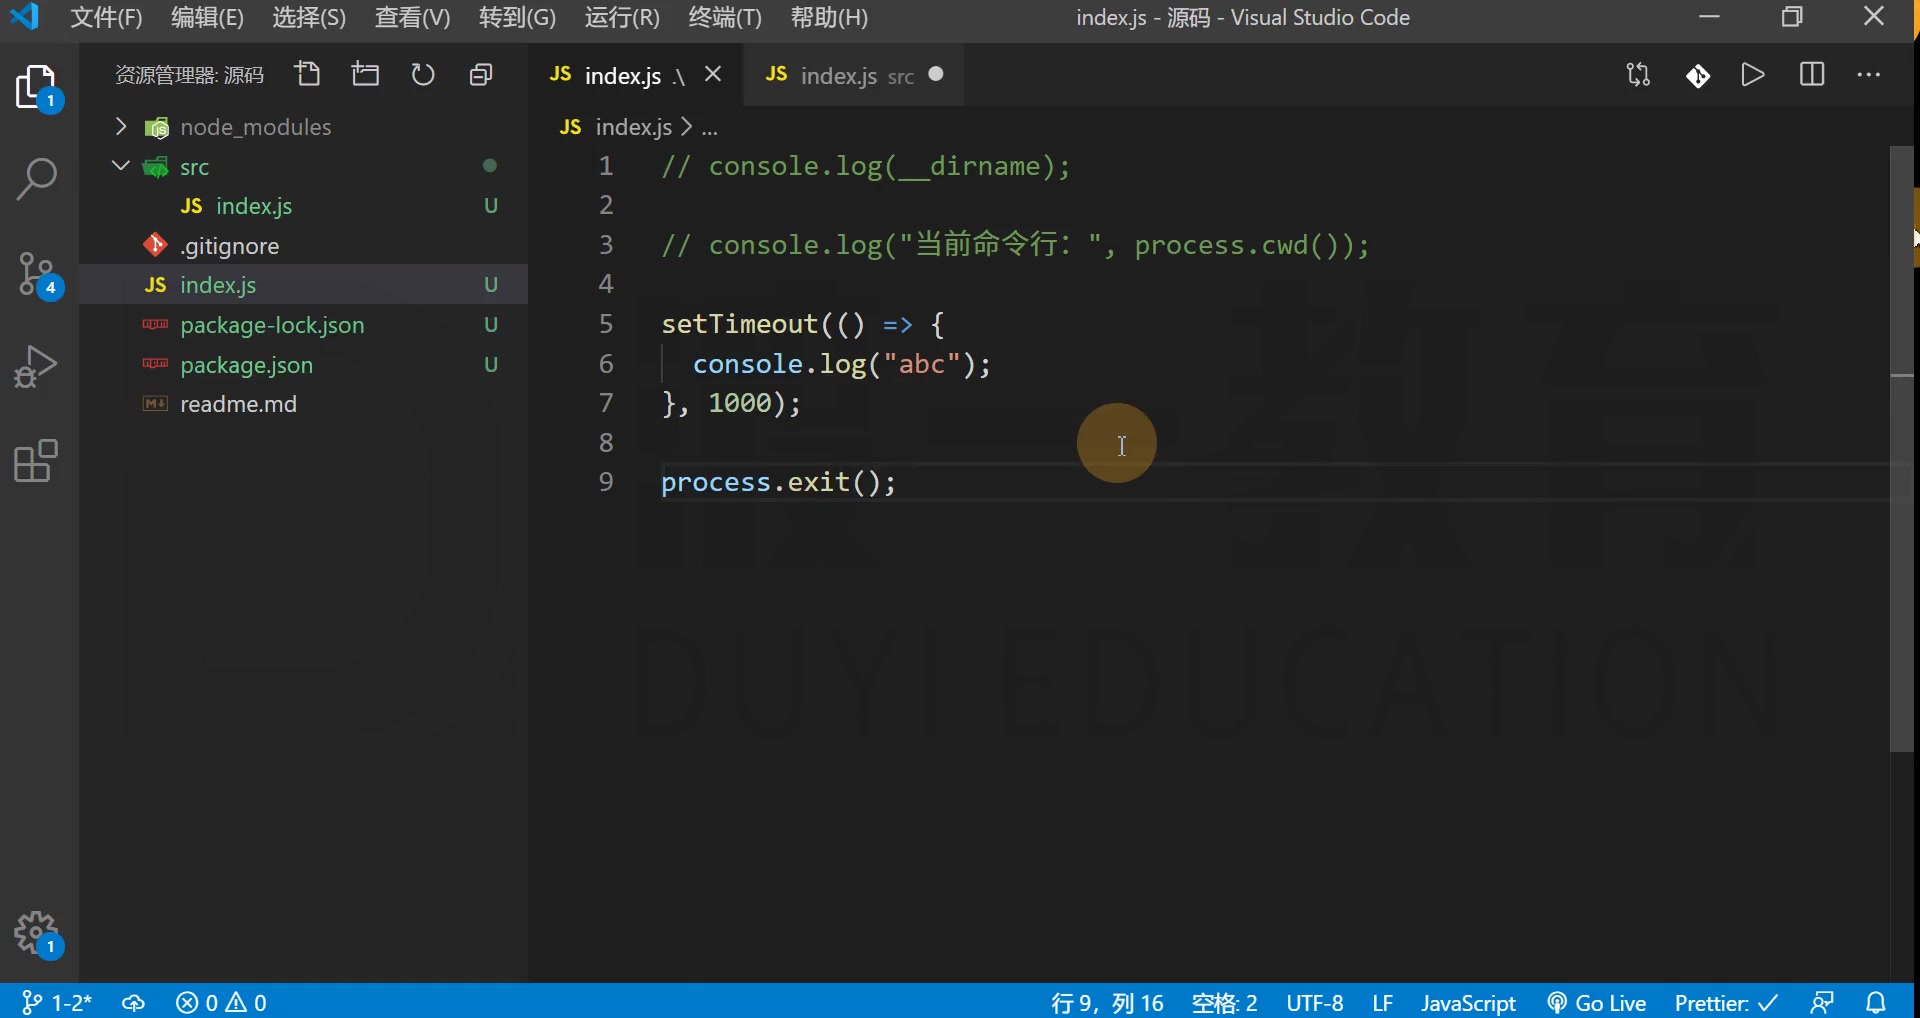 文件(F) 编辑(E) 选择(S) 查看(V) 转到(G) 运行(R) 终端(T) 帮助(H) index.js - 源码 - Visual Studio Code
资源管理器: 源码
JS index.js .\ JS index.js src
JS index.js > ...
1
4
1
node_modules
src
JS index.js U
.gitignore
JS index.js U
package-lock.json U
package.json U
readme.md
1 // console.log(__dirname);
2
3 // console.log("当前命令行: ", process.cwd());
4
5 setTimeout(() => {
6 console.log("abc");
7 }, 1000);
8
9 process.exit();
DUYI EDUCATION
1-2* 0 0 行 9，列 16 空格: 2 UTF-8 LF JavaScript Go Live Prettier: ✓